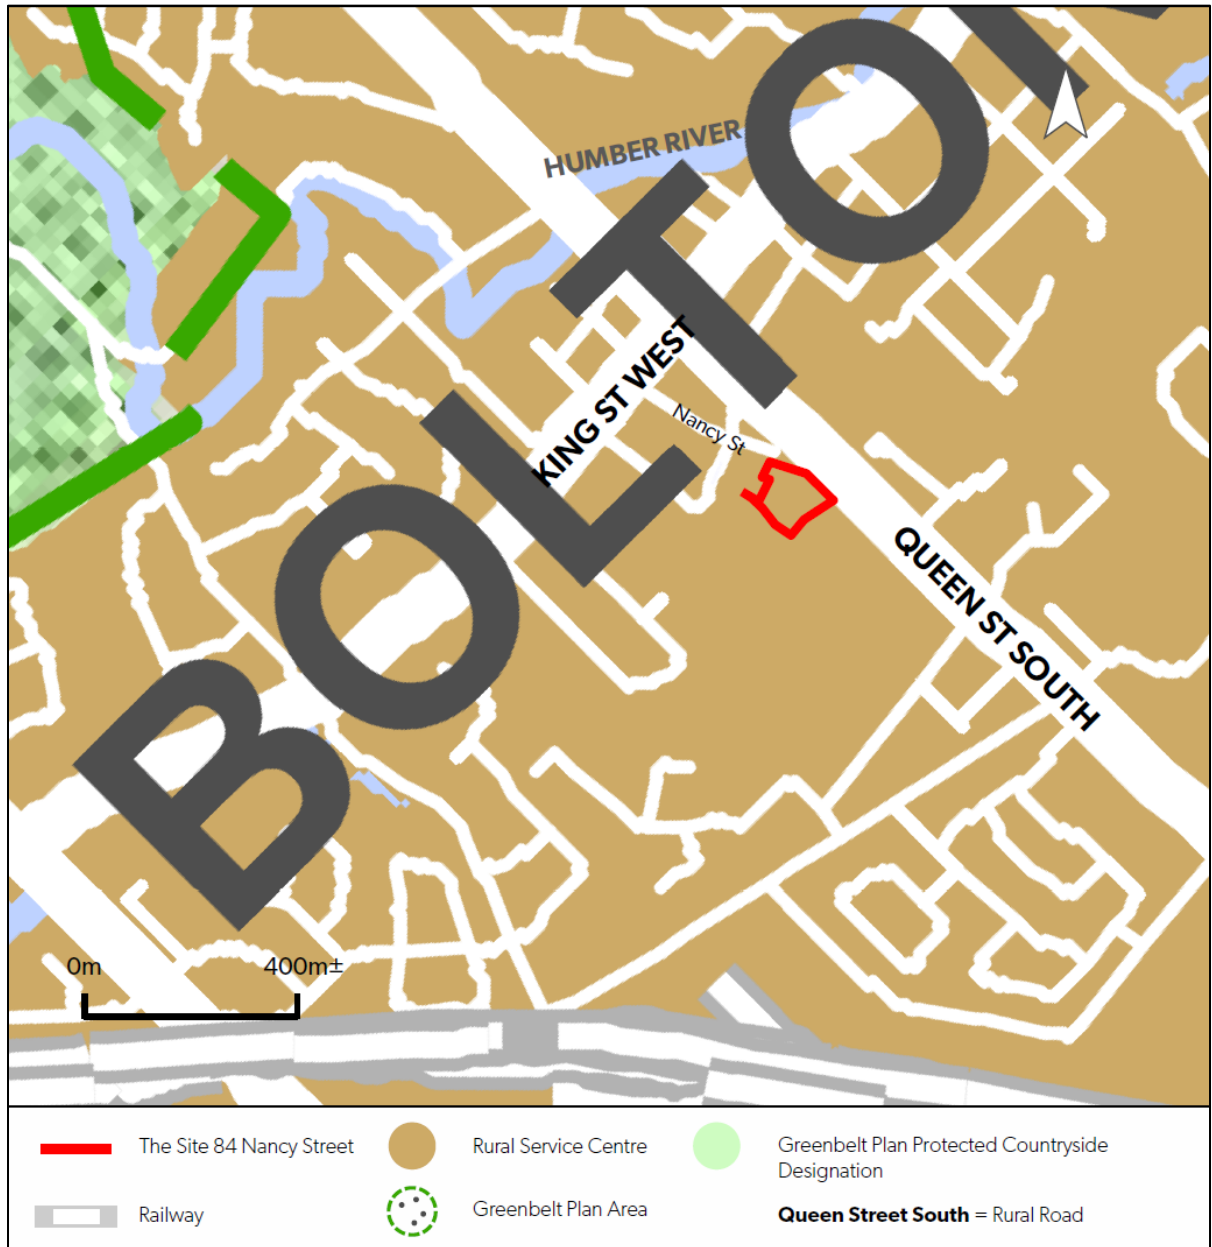 HUMBER RIVER
BOLTON
KING ST WEST
Nancy St
QUEEN ST SOUTH
0m 400m±
The Site 84 Nancy Street
Rural Service Centre
Greenbelt Plan Protected Countryside
Designation
Railway
Greenbelt Plan Area
Queen Street South = Rural Road